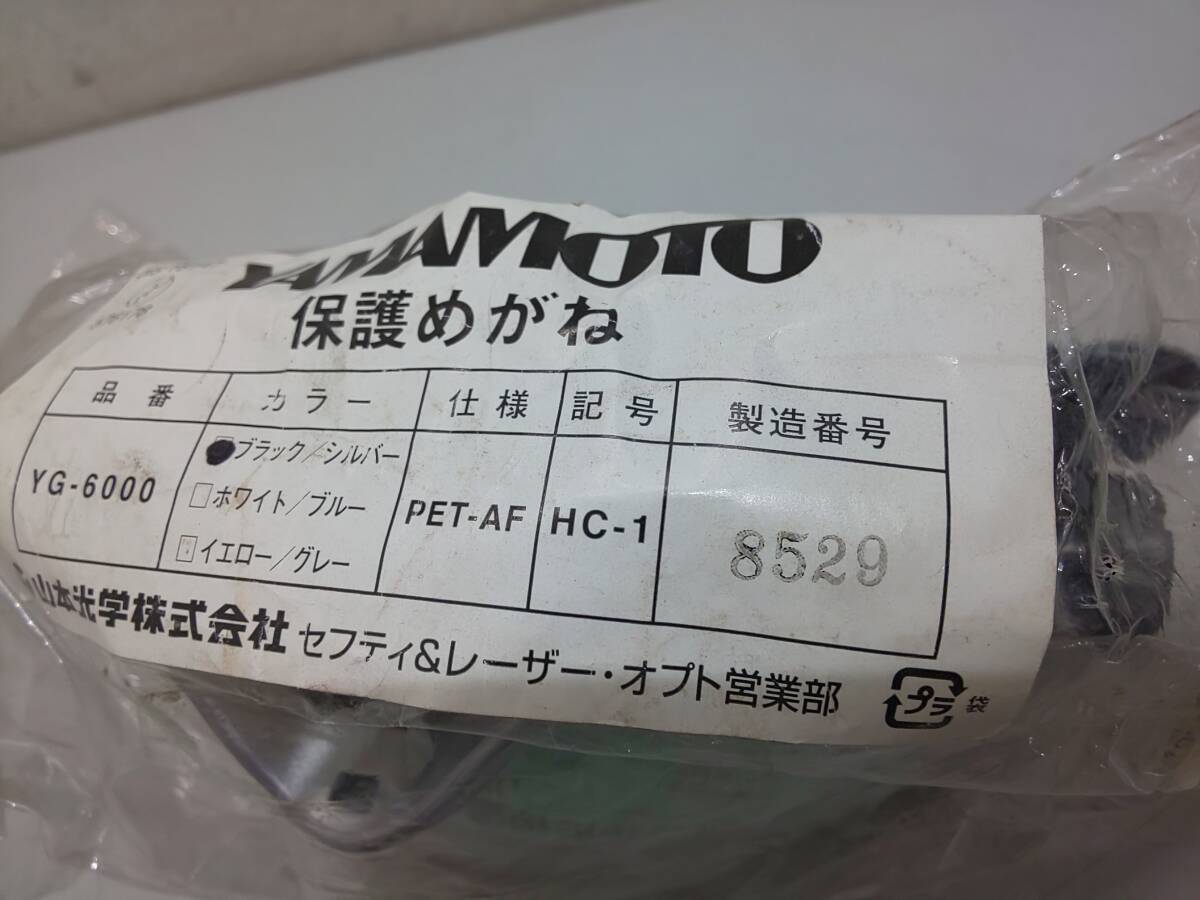 YAMAMOTO
保護めがね
品番 カラー 仕様 記号 製造番号
YG-6000 ブラック/シルバー PET-AF HC-1 8529
ホワイト/ブルー
イエロー/グレー
山本光学株式会社 セフティ&レーザー・オプト営業部
プラ 袋